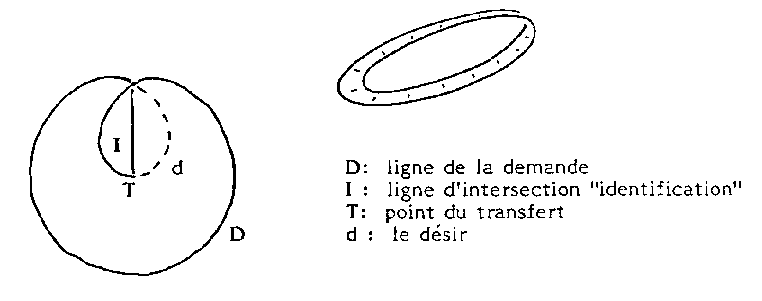 I
d
T
D
D: ligne de la demande
I : ligne d'intersection "identification"
T: point du transfert
d : le désir